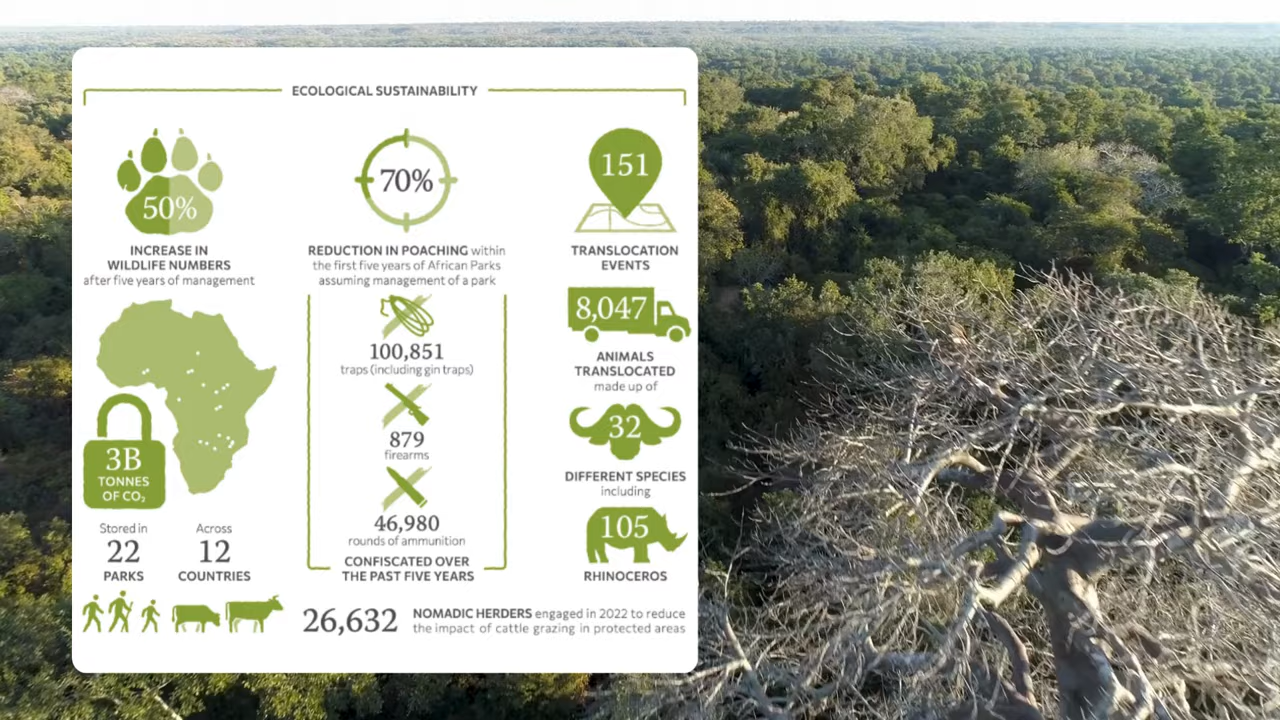 ECOLOGICAL SUSTAINABILITY
50%
INCREASE IN
WILDLIFE NUMBERS
after five years of management
3B
TONNES
OF CO₂
Stored in
22
PARKS
Across
12
COUNTRIES
70%
REDUCTION IN POACHING within
the first five years of African Parks
assuming management of a park
100,851
traps (including gin traps)
879
firearms
46,980
rounds of ammunition
CONFISCATED OVER
THE PAST FIVE YEARS
151
TRANSLOCATION
EVENTS
8,047
ANIMALS
TRANSLOCATED
made up of
32
DIFFERENT SPECIES
including
105
RHINOCEROS
26,632
NOMADIC HERDERS engaged in 2022 to reduce
the impact of cattle grazing in protected areas